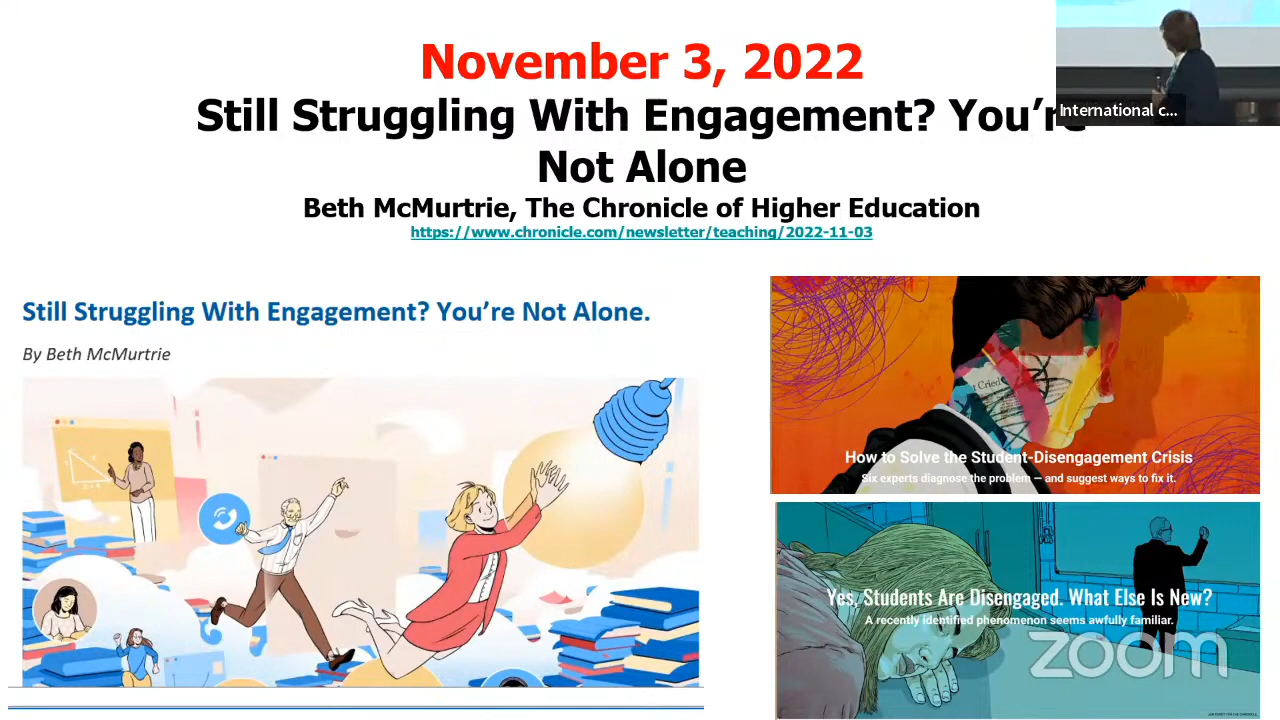 November 3, 2022
Still Struggling With Engagement? You’re
Not Alone
Beth McMurtrie, The Chronicle of Higher Education
https://www.chronicle.com/newsletter/teaching/2022-11-03
International c...
Still Struggling With Engagement? You’re Not Alone.
By Beth McMurtrie
Cried
How to Solve the Student-Disengagement Crisis
Six experts diagnose the problem — and suggest ways to fix it.
Yes, Students Are Disengaged. What Else Is New?
A recently identified phenomenon seems awfully familiar.
zoom